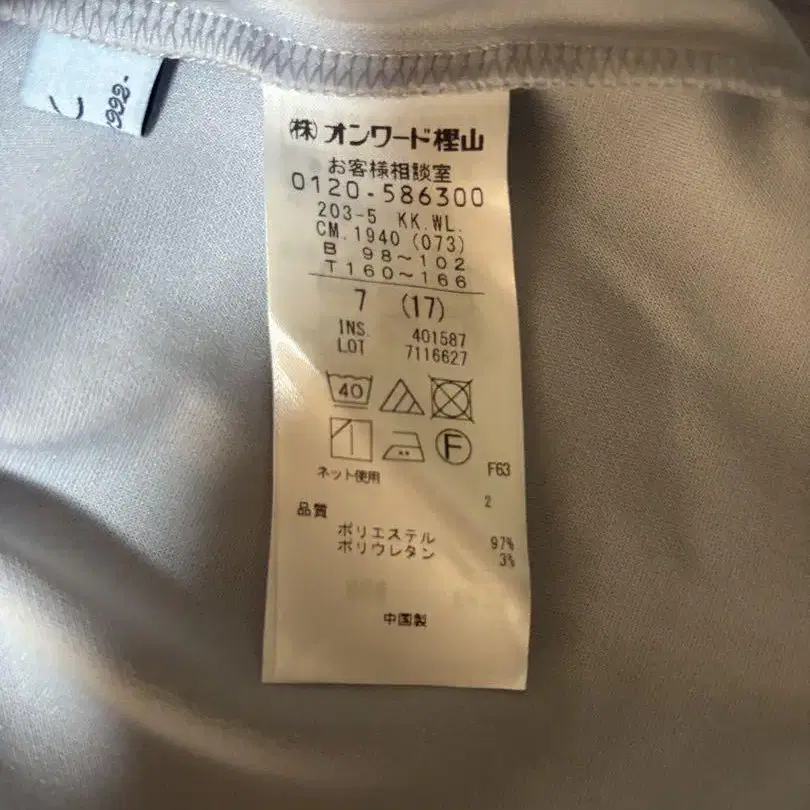 1992-
(株)オンワード樫山
お客様相談室
0120-586300
203-5 KK.WL.
CM.1940 (073)
B 98~102
T160~166
7 (17)
INS. 401587
LOT 7116627
40
F
ネット使用
F63
2
品質
ポリエステル 97%
ポリウレタン 3%
中国製